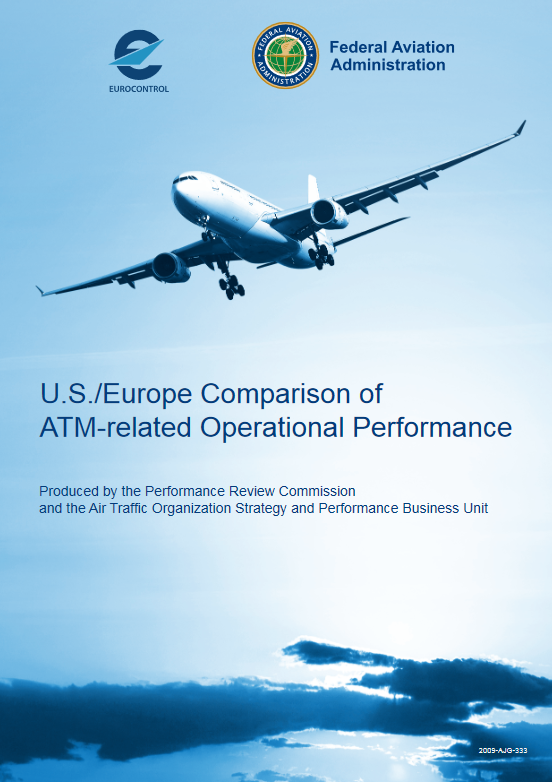 EUROCONTROL
FEDERAL AVIATION
ADMINISTRATION
Federal Aviation
Administration
U.S./Europe Comparison of
ATM-related Operational Performance
Produced by the Performance Review Commission
and the Air Traffic Organization Strategy and Performance Business Unit
2009-AJG-333